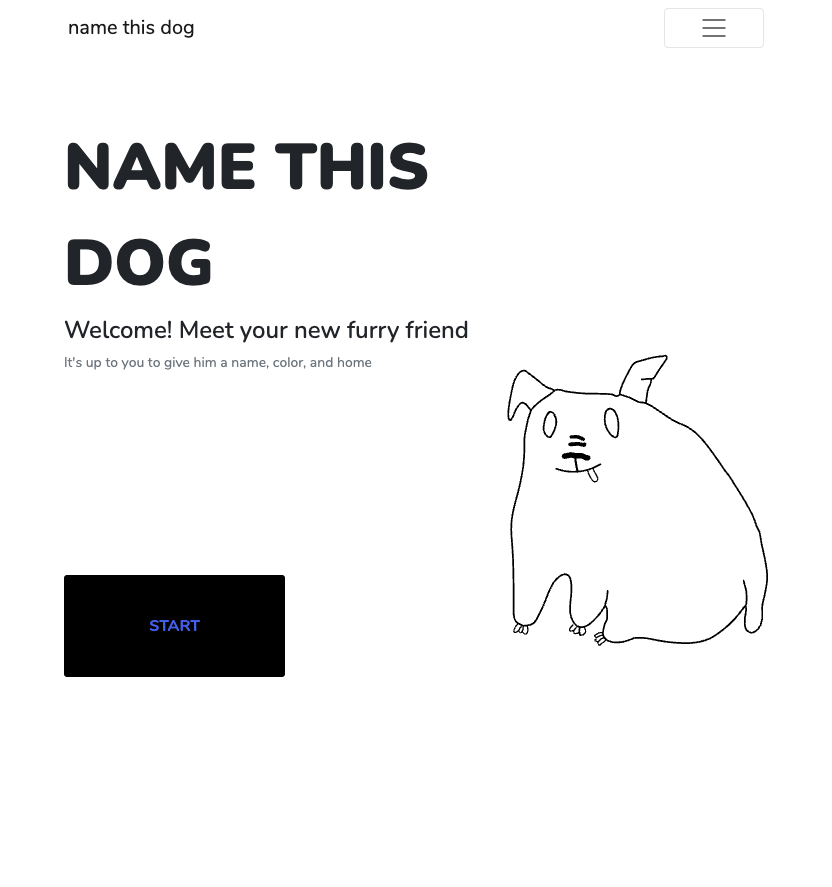 name this dog
NAME THIS
DOG
Welcome! Meet your new furry friend
It's up to you to give him a name, color, and home
START